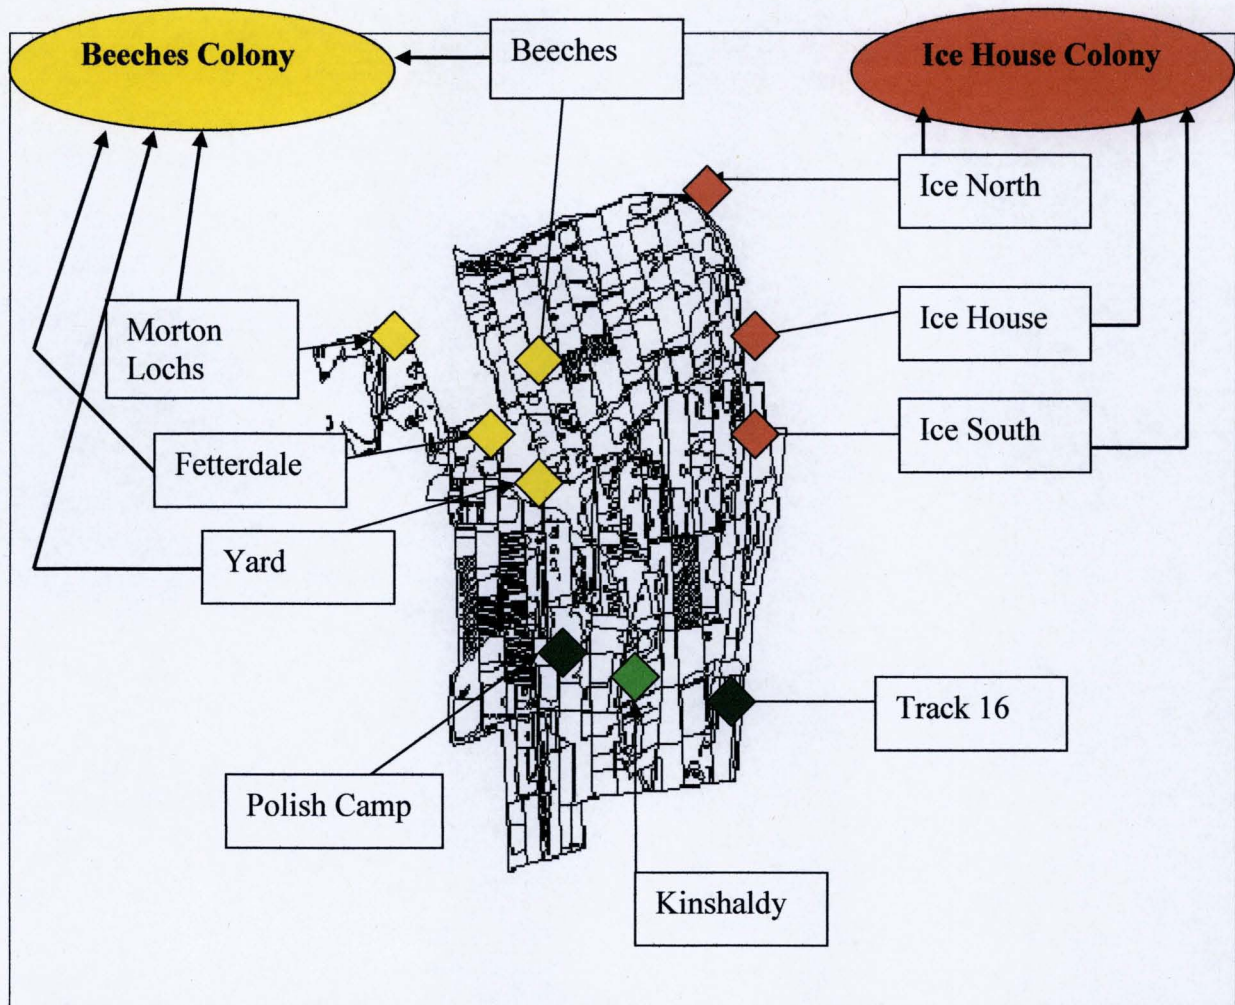 Beeches Colony
Beeches
Ice House Colony
Ice North
Morton
Lochs
Ice House
Fetterdale
Ice South
Yard
Track 16
Polish Camp
Kinshaldy